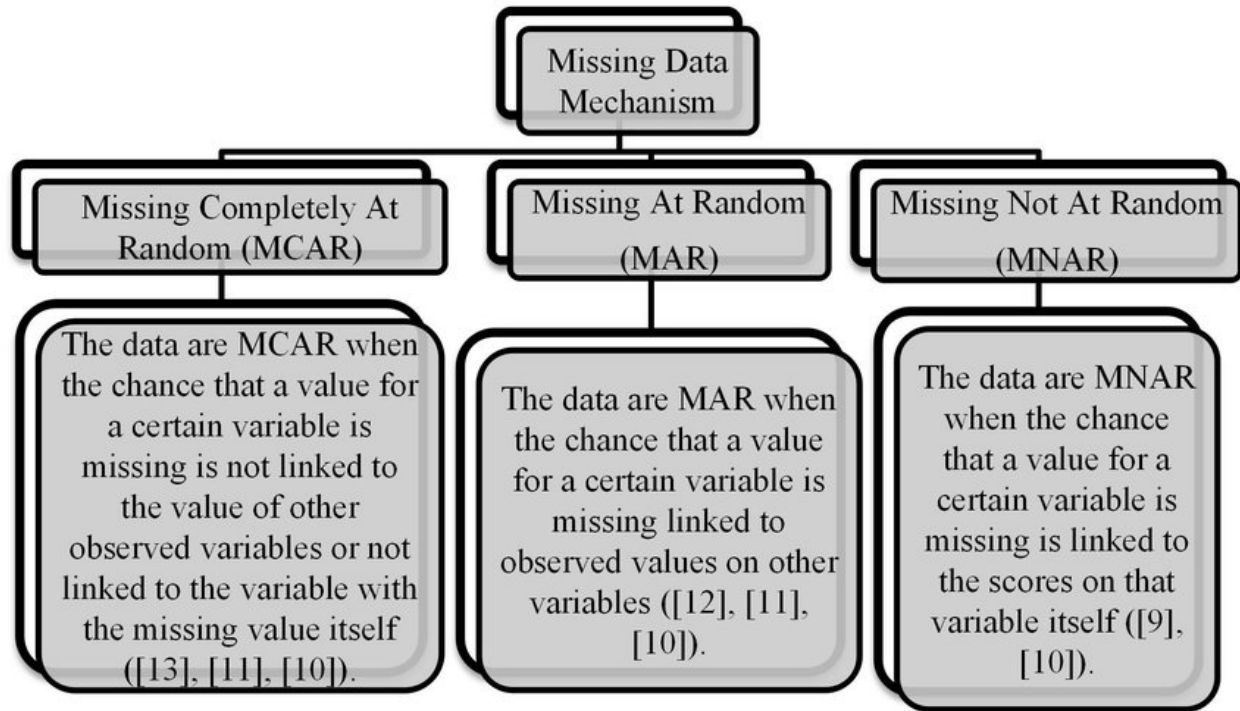 Missing Data
Mechanism
Missing Completely At
Random (MCAR)
Missing At Random
(MAR)
Missing Not At Random
(MNAR)
The data are MCAR when
the chance that a value for
a certain variable is
missing is not linked to
the value of other
observed variables or not
linked to the variable with
the missing value itself
([13], [11], [10]).
The data are MAR when
the chance that a value
for a certain variable is
missing linked to
observed values on other
variables ([12], [11],
[10]).
The data are MNAR
when the chance
that a value for a
certain variable is
missing is linked to
the scores on that
variable itself ([9],
[10]).